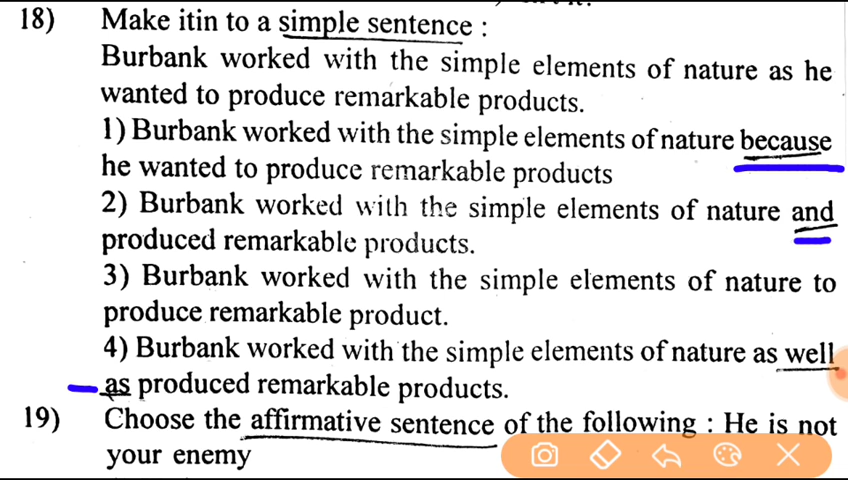 18) Make itin to a simple sentence :
Burbank worked with the simple elements of nature as he
wanted to produce remarkable products.
1) Burbank worked with the simple elements of nature because
he wanted to produce remarkable products
2) Burbank worked with the simple elements of nature and
produced remarkable products.
3) Burbank worked with the simple elements of nature to
produce remarkable product.
4) Burbank worked with the simple elements of nature as well
as produced remarkable products.
19) Choose the affirmative sentence of the following : He is not
your enemy